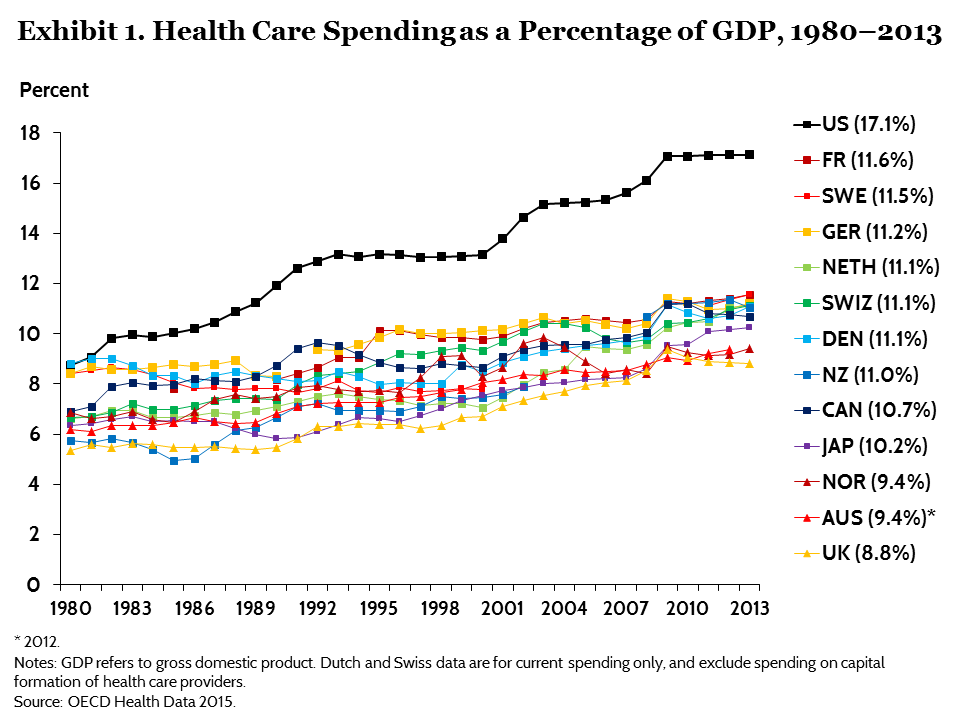 Exhibit 1. Health Care Spending as a Percentage of GDP, 1980–2013
Percent
18
16
14
12
10
8
6
4
2
0
1980 1983 1986 1989 1992 1995 1998 2001 2004 2007 2010 2013
US (17.1%)
FR (11.6%)
SWE (11.5%)
GER (11.2%)
NETH (11.1%)
SWIZ (11.1%)
DEN (11.1%)
NZ (11.0%)
CAN (10.7%)
JAP (10.2%)
NOR (9.4%)
AUS (9.4%)*
UK (8.8%)
* 2012.
Notes: GDP refers to gross domestic product. Dutch and Swiss data are for current spending only, and exclude spending on capital
formation of health care providers.
Source: OECD Health Data 2015.